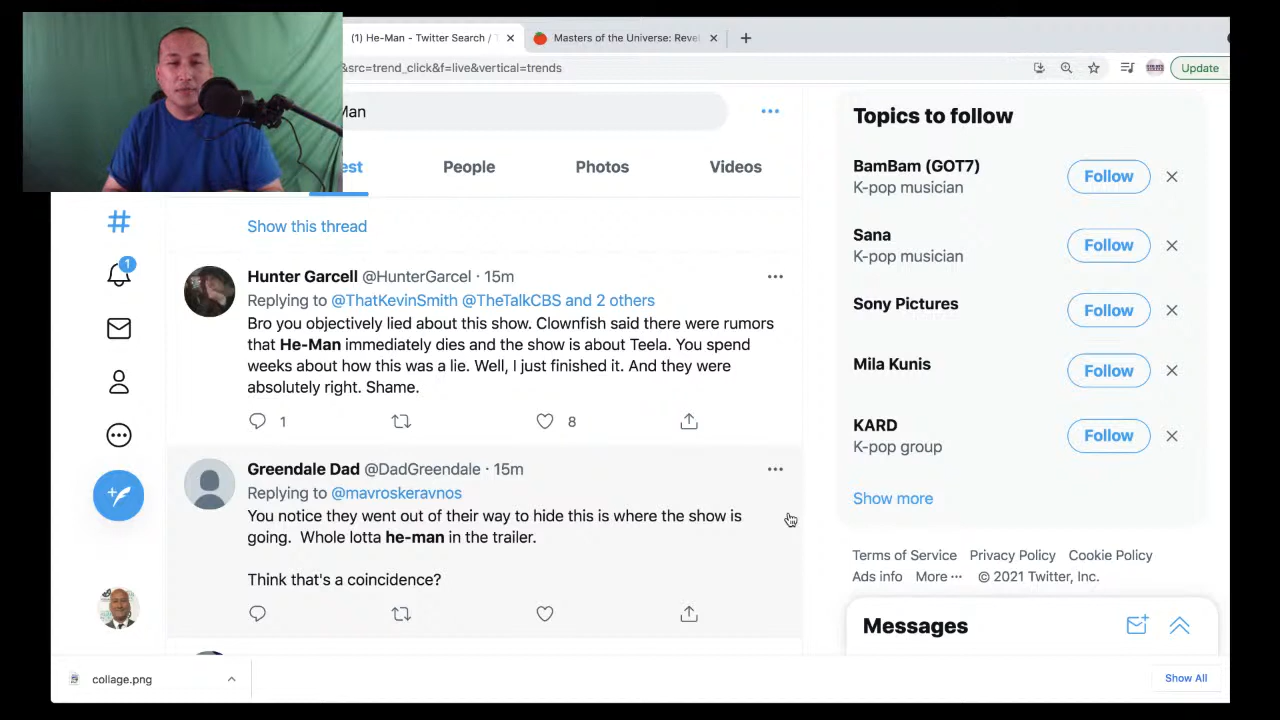 (1) He-Man - Twitter Search /
Masters of the Universe: Reve
&src=trend_click&f=live&vertical=trends
Update
Man
People
Photos
Videos
Show this thread
Hunter Garcell @HunterGarcel · 15m
Replying to @ThatKevinSmith @TheTalkCBS and 2 others
Bro you objectively lied about this show. Clownfish said there were rumors
that He-Man immediately dies and the show is about Teela. You spend
weeks about how this was a lie. Well, I just finished it. And they were
absolutely right. Shame.
1
8
1
Greendale Dad @DadGreendale · 15m
Replying to @mavroskeravnos
You notice they went out of their way to hide this is where the show is
going. Whole lotta he-man in the trailer.
Think that's a coincidence?
Topics to follow
BamBam (GOT7)
K-pop musician
Follow
Sana
K-pop musician
Follow
Sony Pictures
Follow
Mila Kunis
Follow
KARD
K-pop group
Follow
Show more
Terms of Service Privacy Policy Cookie Policy
Ads info More ··· © 2021 Twitter, Inc.
Messages
collage.png
Show All